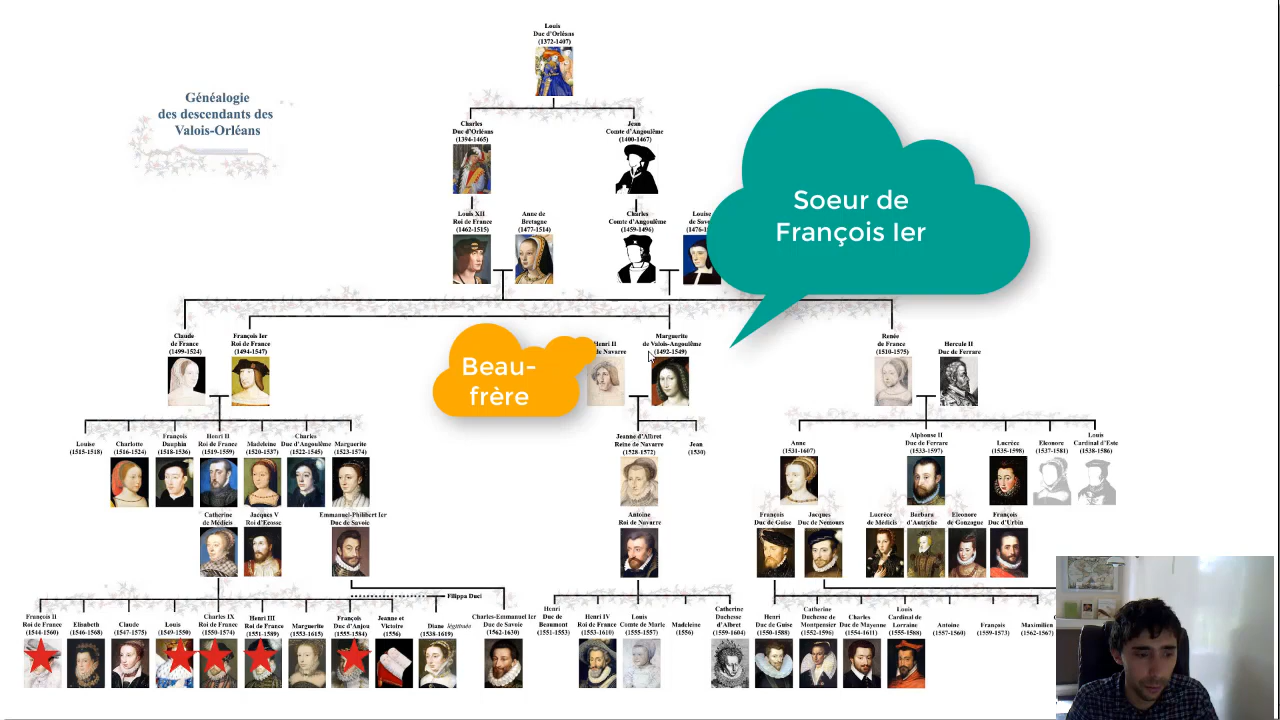 Louis
Duc d'Orléans
(1372-1407)
Généalogie
des descendants des
Valois-Orléans
Charles
Duc d'Orléans
(1394-1465)
Jean
Comte d'Angoulême
(1400-1467)
Soeur de
François Ier
Louis XII
Roi de France
(1462-1515)
Anne de
Bretagne
(1477-1514)
Charles
Comte d'Angoulême
(1459-1496)
Louise
de Savo
(1476-1
Claude
de France
(1499-1524)
François Ier
Roi de France
(1494-1547)
Beau-
frère
Henri II
de Navarre
Marguerite
de Valois-Angoulême
(1492-1549)
Renée
de France
(1510-1575)
Hercule II
Duc de Ferrare
Louise
(1515-1518)
Charlotte
(1516-1524)
François
Dauphin
(1518-1536)
Henri II
Roi de France
(1519-1559)
Madeleine
(1520-1537)
Charles
Duc d'Angoulême
(1522-1545)
Marguerite
(1523-1574)
Jeanne d'Albret
Reine de Navarre
(1528-1572)
Jean
(1530)
Anne
(1531-1607)
Alphonse II
Duc de Ferrare
(1533-1597)
Lucrèce
(1535-1598)
Eleonore
(1537-1581)
Louis
Cardinal d'Este
(1538-1586)
Catherine
de Médicis
Jacques V
Roi d'Ecosse
Emmanuel-Philibert Ier
Duc de Savoie
Antoine
Roi de Navarre
François
Duc de Guise
Jacques
Duc de Nemours
Lucrèce
de Médicis
Barbara
d'Autriche
Eleonore
de Gonzague
François
Duc d'Urbin
Filippa Duci
François II
Roi de France
(1544-1560)
Elisabeth
(1546-1568)
Claude
(1547-1575)
Louis
(1549-1550)
Charles IX
Roi de France
(1550-1574)
Henri III
Roi de France
(1551-1589)
Marguerite
(1553-1615)
François
Duc d'Anjou
(1555-1584)
Jeanne et
Victoire
(1556)
Diane légitimée
(1538-1619)
Charles-Emmanuel Ier
Duc de Savoie
(1562-1630)
Henri
Duc de
Beaumont
(1551-1553)
Henri IV
Roi de France
(1553-1610)
Louis
Comte de Marle
(1555-1557)
Madeleine
(1556)
Catherine
Duchesse
d'Albret
(1559-1604)
Henri
Duc de Guise
(1550-1588)
Catherine
Duchesse de
Montpensier
(1552-1596)
Charles
Duc de Mayenne
(1554-1611)
Louis
Cardinal de
Lorraine
(1555-1588)
Antoine
(1557-1560)
François
(1559-1573)
Maximilien
(1562-1567)